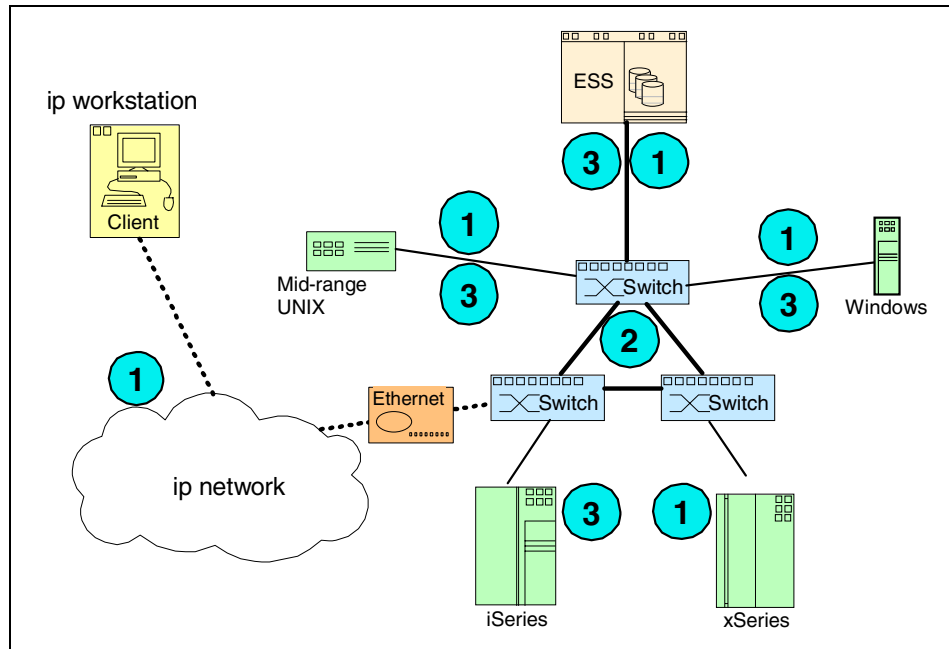 ESS
ip workstation
Client
3
1
1
1
Mid-range
UNIX
3
Switch
3
Windows
2
1
Ethernet
Switch
Switch
ip network
3
1
iSeries
xSeries